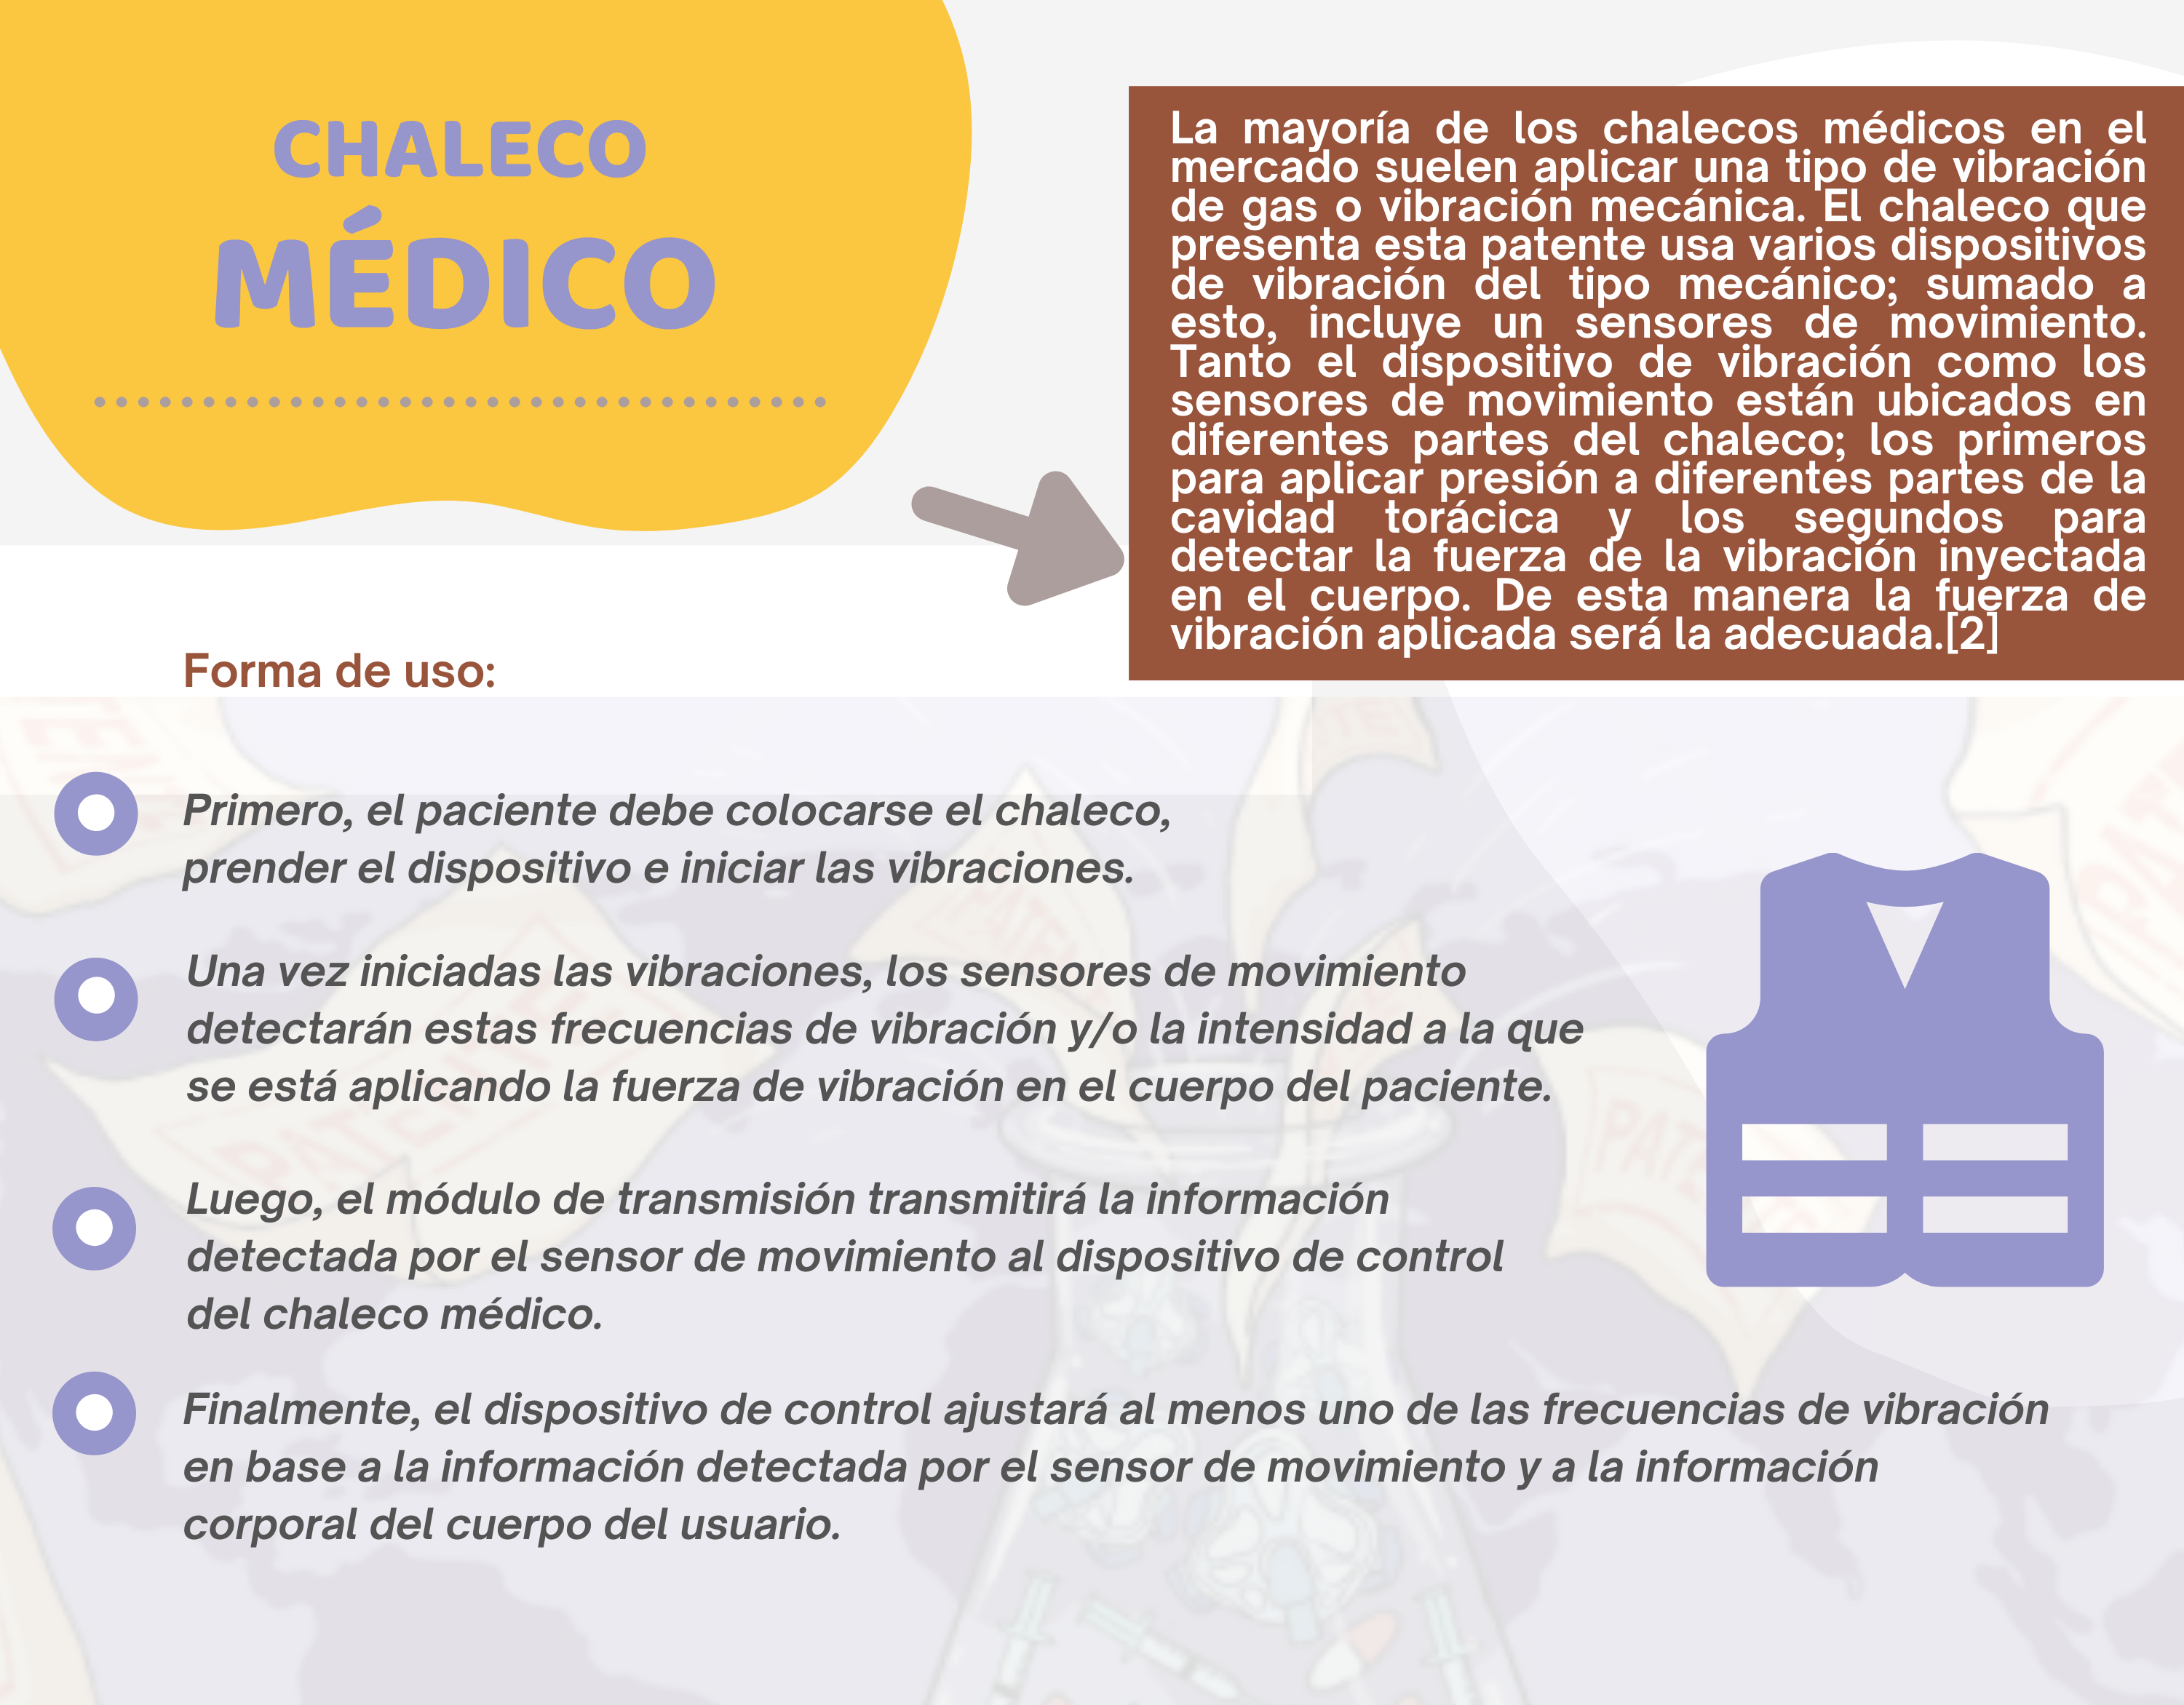 CHALECO
MÉDICO
La mayoría de los chalecos médicos en el
mercado suelen aplicar una tipo de vibración
de gas o vibración mecánica. El chaleco que
presenta esta patente usa varios dispositivos
de vibración del tipo mecánico; sumado a
esto, incluye un sensores de movimiento.
Tanto el dispositivo de vibración como los
sensores de movimiento están ubicados en
diferentes partes del chaleco; los primeros
para aplicar presión a diferentes partes de la
cavidad torácica y los segundos para
detectar la fuerza de la vibración inyectada
en el cuerpo. De esta manera la fuerza de
vibración aplicada será la adecuada.[2]
Forma de uso:
Primero, el paciente debe colocarse el chaleco,
prender el dispositivo e iniciar las vibraciones.
Una vez iniciadas las vibraciones, los sensores de movimiento
detectarán estas frecuencias de vibración y/o la intensidad a la que
se está aplicando la fuerza de vibración en el cuerpo del paciente.
Luego, el módulo de transmisión transmitirá la información
detectada por el sensor de movimiento al dispositivo de control
del chaleco médico.
Finalmente, el dispositivo de control ajustará al menos uno de las frecuencias de vibración
en base a la información detectada por el sensor de movimiento y a la información
corporal del cuerpo del usuario.
PATENTE